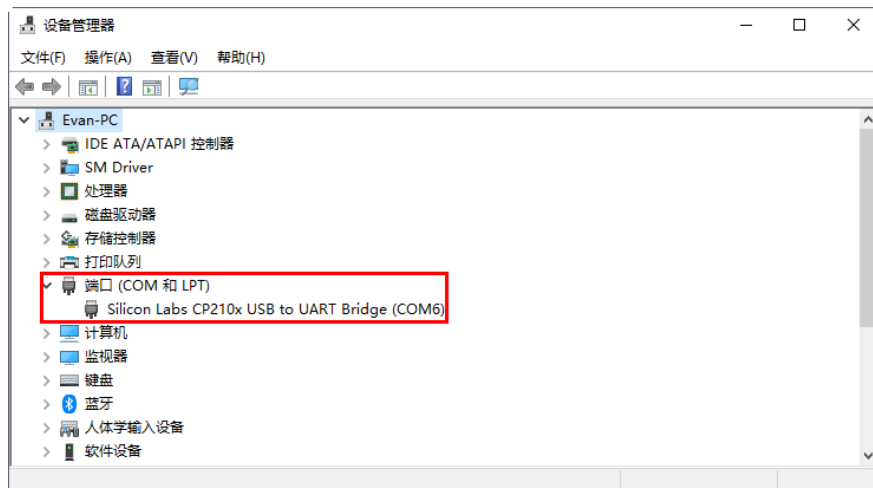 设备管理器
文件(F) 操作(A) 查看(V) 帮助(H)
Evan-PC
IDE ATA/ATAPI 控制器
SM Driver
处理器
磁盘驱动器
存储控制器
打印队列
端口 (COM 和 LPT)
Silicon Labs CP210x USB to UART Bridge (COM6)
计算机
监视器
键盘
蓝牙
人体学输入设备
软件设备